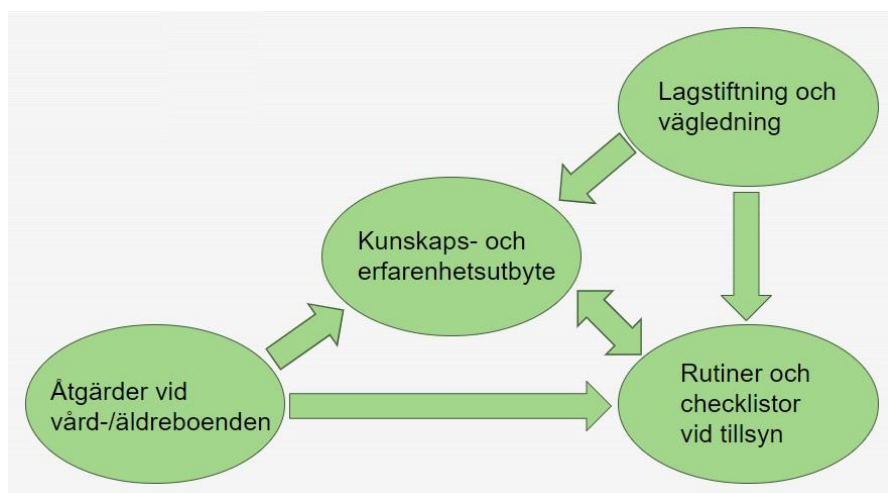 Lagstiftning och
vägledning
Kunskaps- och
erfarenhetsutbyte
Åtgärder vid
vård-/äldreboenden
Rutiner och
checklistor
vid tillsyn